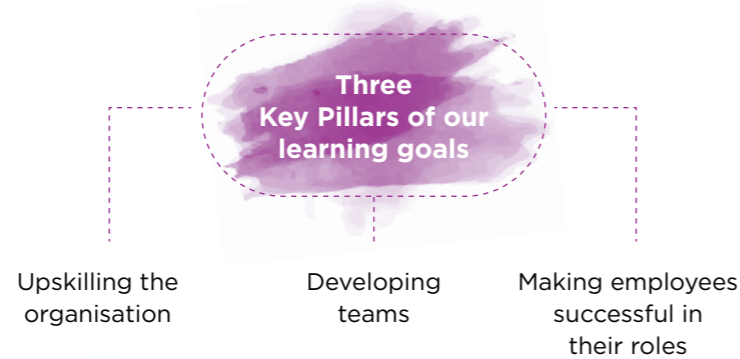 Three
Key Pillars of our
learning goals
Upskilling the
organisation
Developing
teams
Making employees
successful in
their roles